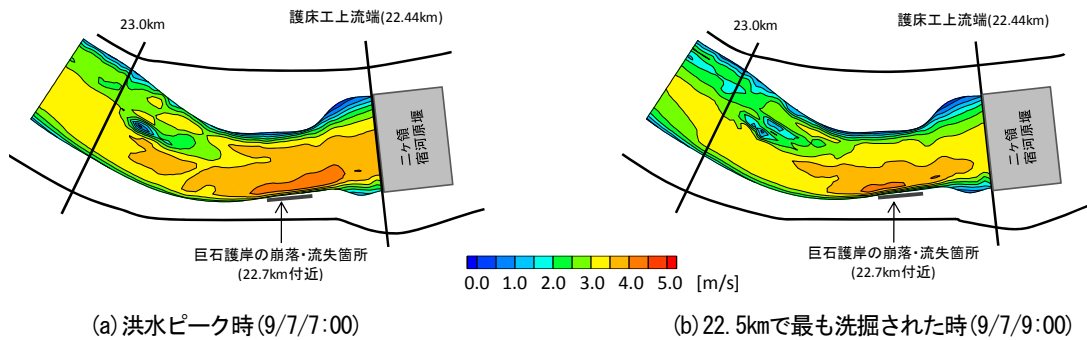 護床工上流端(22.44km)
23.0km
二ヶ領
宿河原堰
巨石護岸の崩落・流失箇所
(22.7km付近)
(a) 洪水ピーク時(9/7/7:00)
護床工上流端(22.44km)
23.0km
二ヶ領
宿河原堰
巨石護岸の崩落・流失箇所
(22.7km付近)
(b) 22.5kmで最も洗掘された時(9/7/9:00)
0.0 1.0 2.0 3.0 4.0 5.0 [m/s]